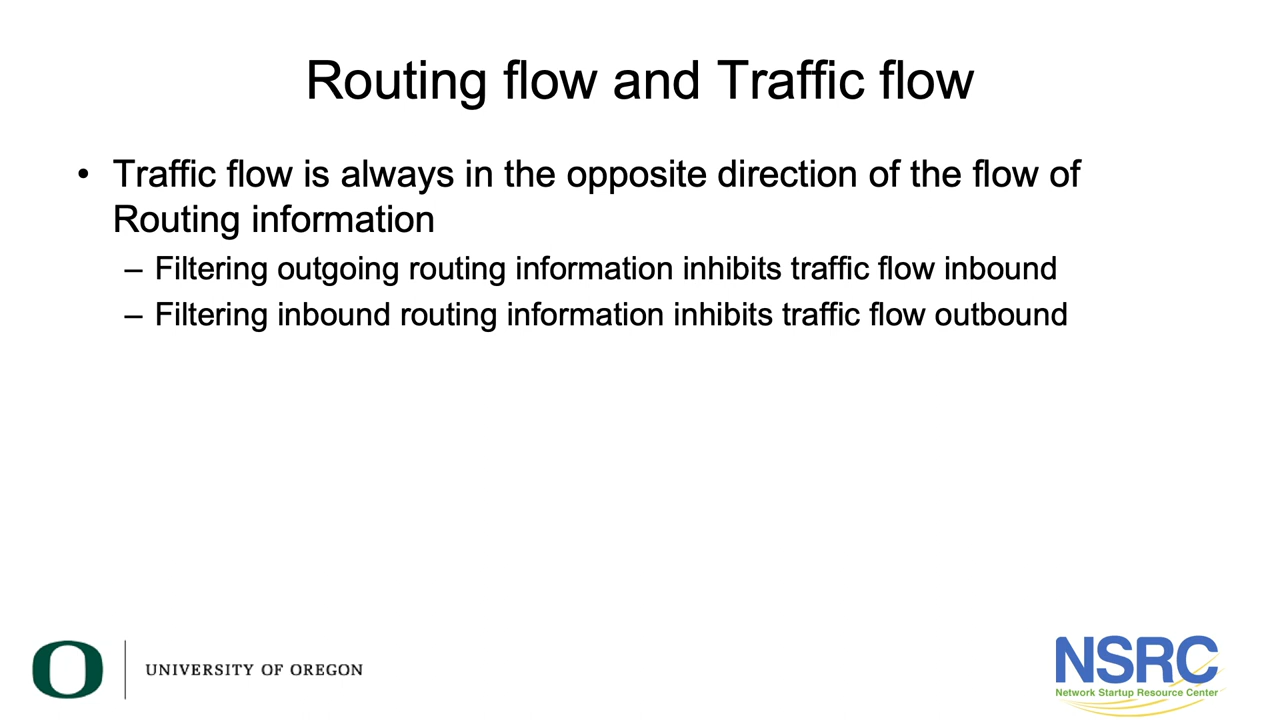 Routing flow and Traffic flow
• Traffic flow is always in the opposite direction of the flow of
Routing information
– Filtering outgoing routing information inhibits traffic flow inbound
– Filtering inbound routing information inhibits traffic flow outbound
O
UNIVERSITY OF OREGON
NSRC
Network Startup Resource Center